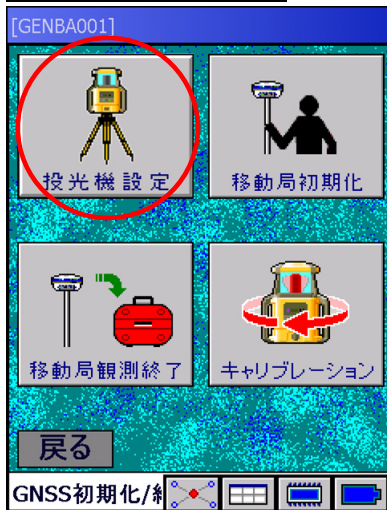 [GENBA001]
投光機設定
移動局初期化
移動局観測終了
キャリブレーション
戻る
GNSS初期化/